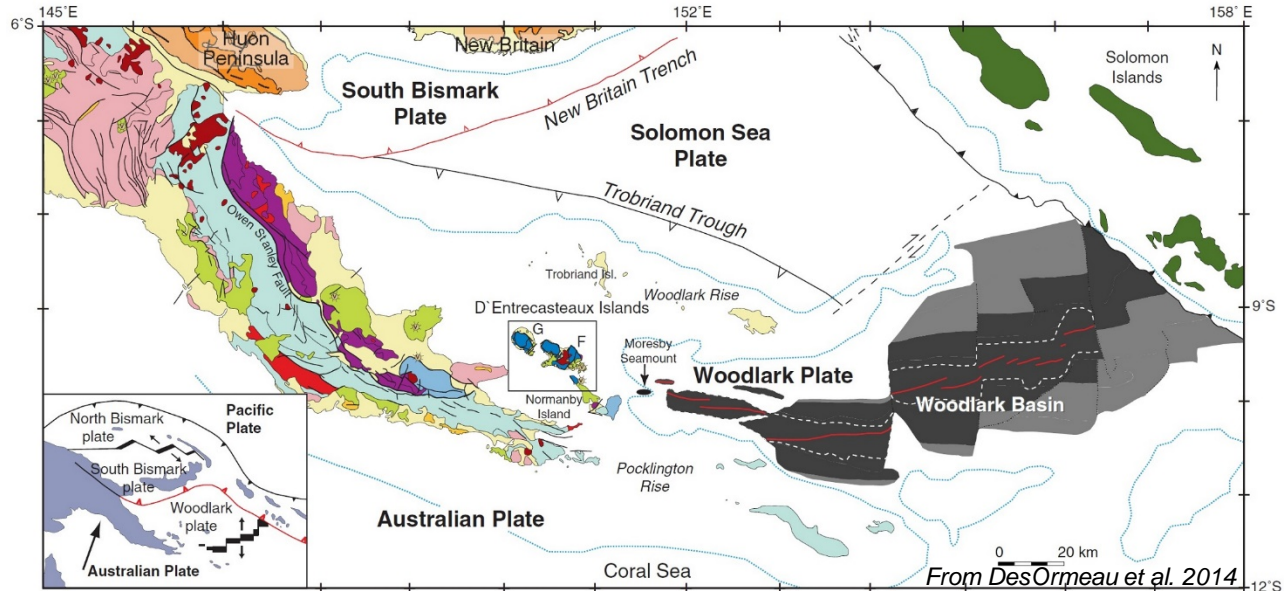 145°E
152°E
158°E
6°S
Huon
Peninsula
New Britain
Solomon
Islands
N
South Bismark
Plate
New Britain Trench
Solomon Sea
Plate
Trobriand Trough
Owen Stanley Fault
Trobriand Isl.
Woodlark Rise
D`Entrecasteaux Islands
G
F
9°S
Moresby
Seamount
Woodlark Plate
Normanby
Island
Woodlark Basin
Pocklington
Rise
Australian Plate
Coral Sea
0 20 km
From DesOrmeau et al. 2014
12°S
North Bismark
plate
Pacific
Plate
South Bismark
plate
Woodlark
plate
Australian Plate